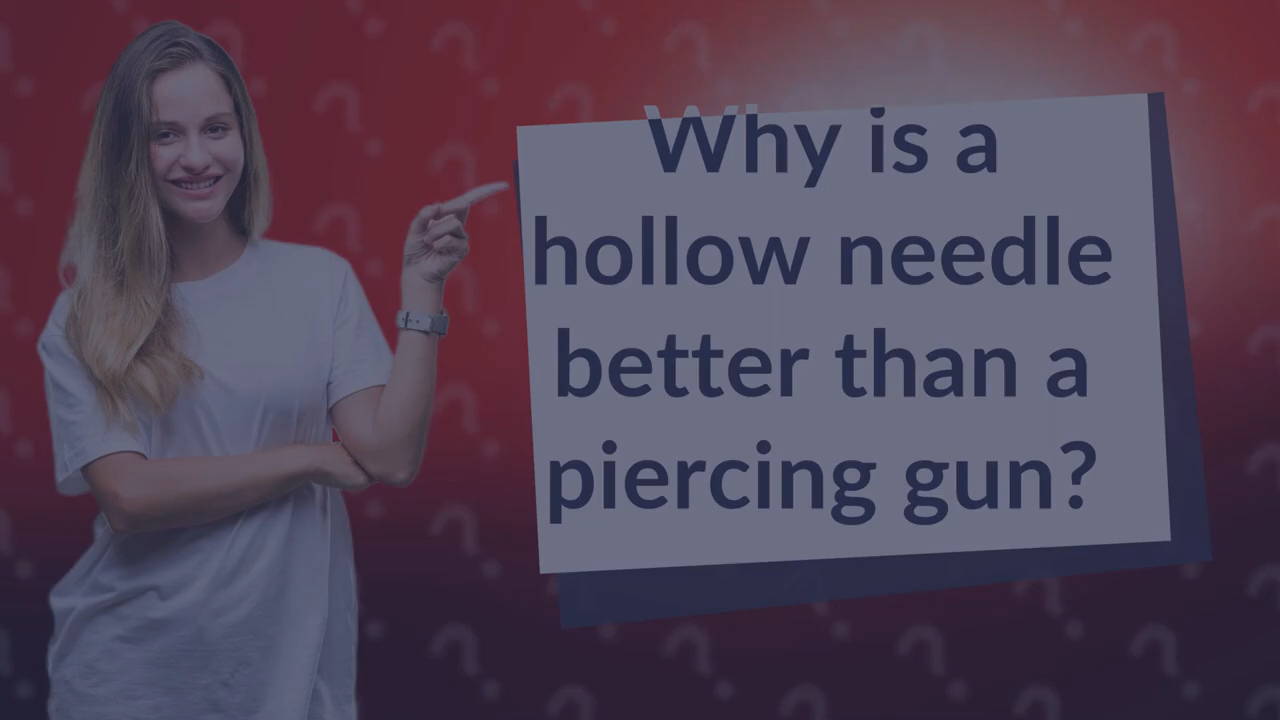 Why is a
hollow needle
better than a
piercing gun?